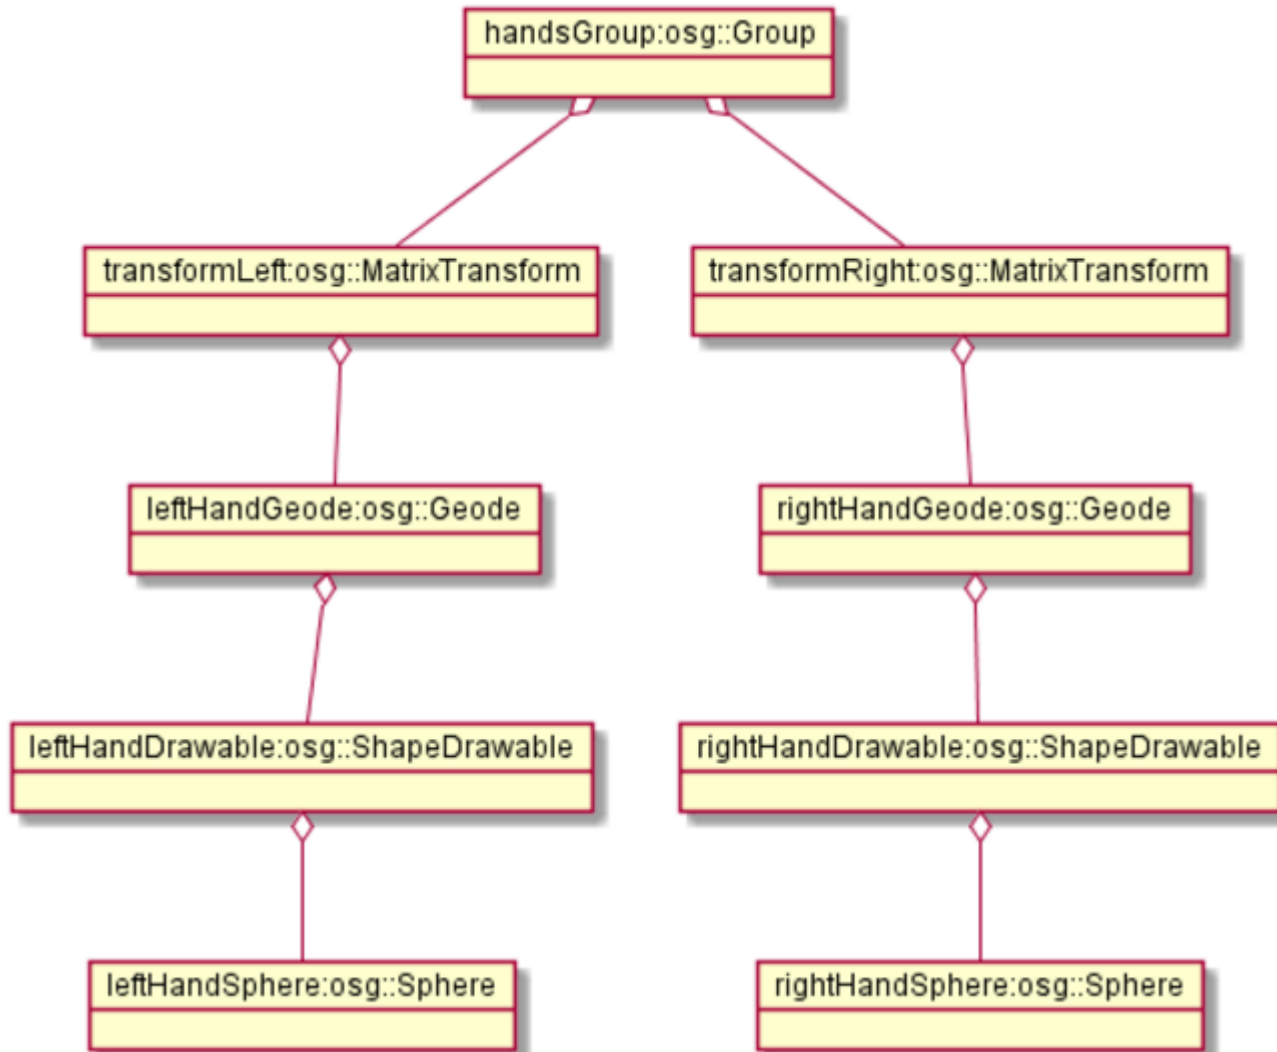 handsGroup:osg::Group
transformLeft:osg::MatrixTransform
transformRight:osg::MatrixTransform
leftHandGeode:osg::Geode
rightHandGeode:osg::Geode
leftHandDrawable:osg::ShapeDrawable
rightHandDrawable:osg::ShapeDrawable
leftHandSphere:osg::Sphere
rightHandSphere:osg::Sphere